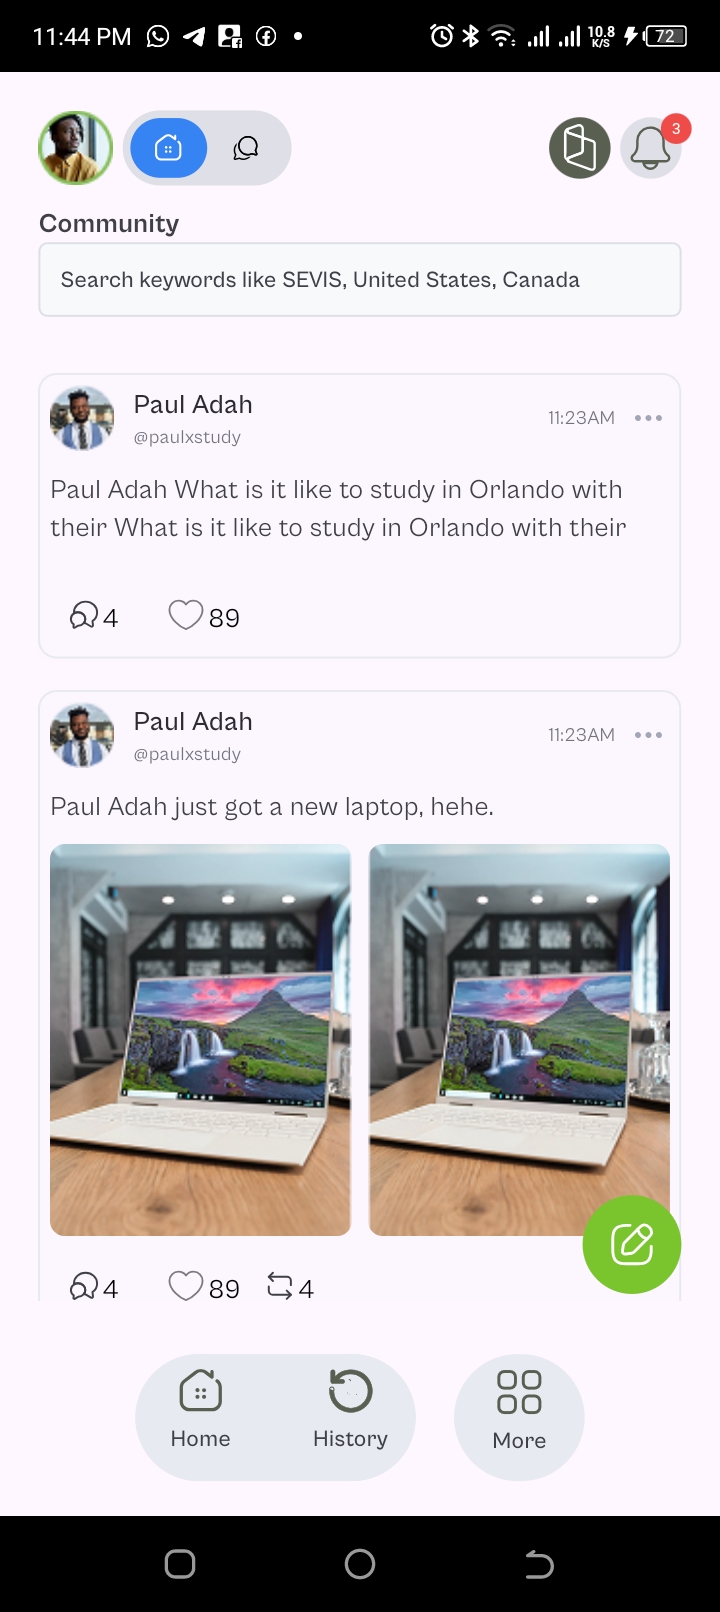 11:44 PM
10.8
K/S
72
3
Community
Search keywords like SEVIS, United States, Canada
Paul Adah
11:23AM
@paulxstudy
Paul Adah What is it like to study in Orlando with
their What is it like to study in Orlando with their
4
89
Paul Adah
11:23AM
@paulxstudy
Paul Adah just got a new laptop, hehe.
4
89
4
Home
History
More